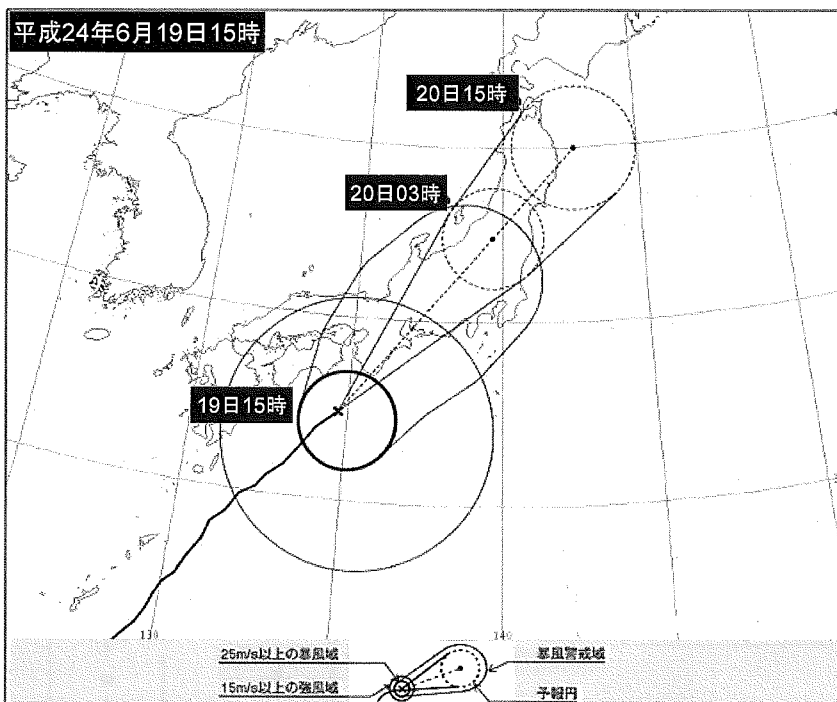 平成24年6月19日15時
20日15時
20日03時
19日15時
130
140
25m/s以上の暴風域
暴風警戒域
15m/s以上の強風域
予報円